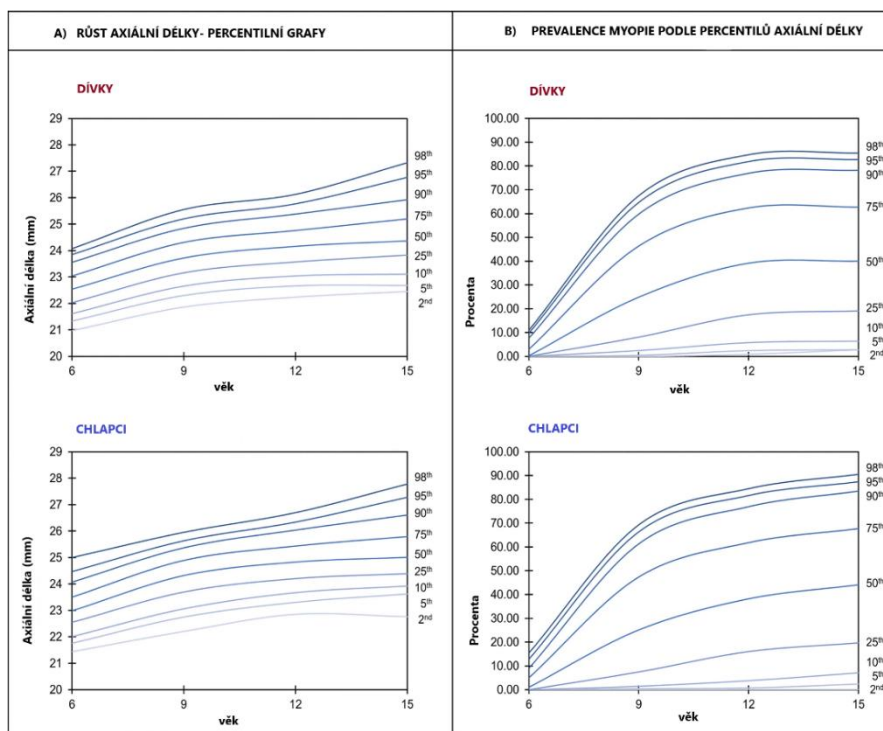 A) RŮST AXIÁLNÍ DÉLKY- PERCENTILNÍ GRAFY
B) PREVALENCE MYOPIE PODLE PERCENTILŮ AXIÁLNÍ DÉLKY
DÍVKY
Axiální délka (mm)
29
28
27
26
25
24
23
22
21
20
6
9
12
15
věk
98th
95th
90th
75th
50th
25th
10th
5th
2nd
DÍVKY
Procenta
100.00
90.00
80.00
70.00
60.00
50.00
40.00
30.00
20.00
10.00
0.00
6
9
12
15
věk
98th
95th
90th
75th
50th
25th
10th
5th
2nd
CHLAPCI
Axiální délka (mm)
29
28
27
26
25
24
23
22
21
20
6
9
12
15
věk
98th
95th
90th
75th
50th
25th
10th
5th
2nd
CHLAPCI
Procenta
100.00
90.00
80.00
70.00
60.00
50.00
40.00
30.00
20.00
10.00
0.00
6
9
12
15
věk
98th
95th
90th
75th
50th
25th
10th
5th
2nd